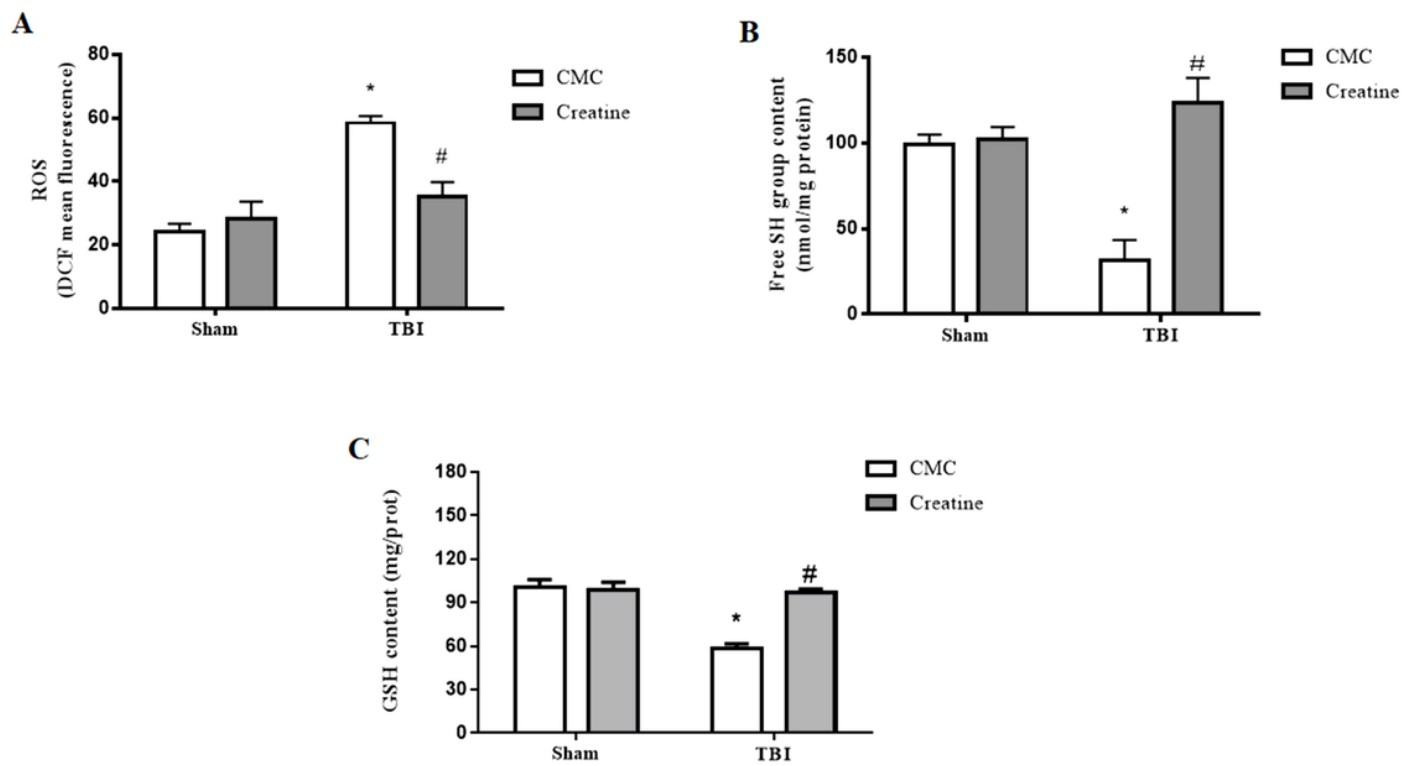 A
ROS
(DCF mean fluorescence)
80
60
40
20
0
*
#
Sham
TBI
CMC
Creatine
B
Free SH group content
(nmol/mg protein)
150
100
50
0
*
#
Sham
TBI
CMC
Creatine
C
GSH content (mg/prot)
180
150
120
90
60
30
0
*
#
Sham
TBI
CMC
Creatine